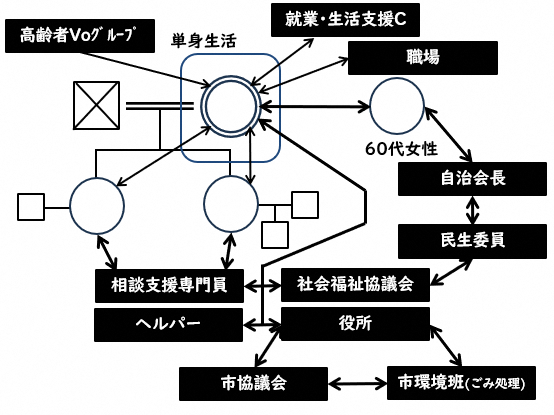 就業・生活支援C
高齢者Voｸﾞﾙｰﾌﾟ
単身生活
職場
60代女性
自治会長
民生委員
相談支援専門員
社会福祉協議会
ヘルパー
役所
市協議会
市環境班(ごみ処理)